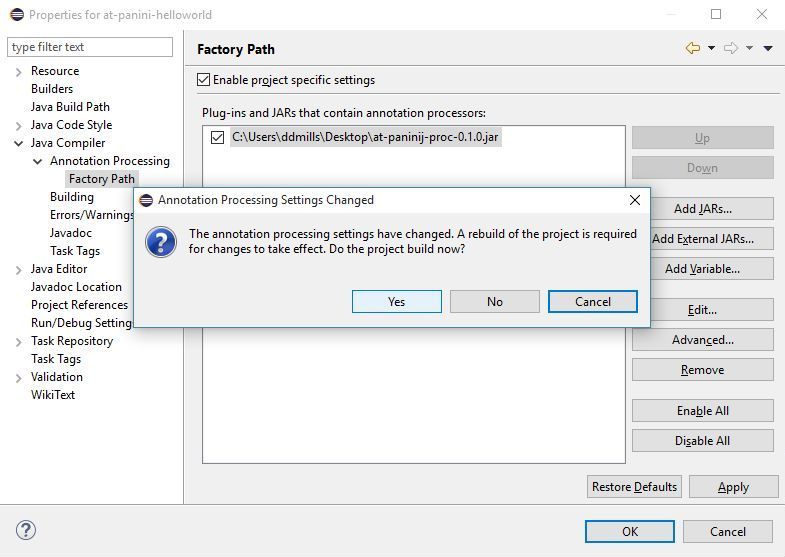 Properties for at-panini-helloworld
type filter text
Resource
Builders
Java Build Path
Java Code Style
Java Compiler
Annotation Processing
Factory Path
Building
Errors/Warnings
Javadoc
Task Tags
Java Editor
Javadoc Location
Project References
Run/Debug Settings
Task Repository
Task Tags
Validation
WikiText
Factory Path
Enable project specific settings
Plug-ins and JARs that contain annotation processors:
C:\Users\ddmills\Desktop\at-paninij-proc-0.1.0.jar
Up
Down
Add JARs...
Add External JARs...
Add Variable...
Edit...
Advanced...
Remove
Enable All
Disable All
Annotation Processing Settings Changed
The annotation processing settings have changed. A rebuild of the project is required
for changes to take effect. Do the project build now?
Yes
No
Cancel
Restore Defaults
Apply
OK
Cancel